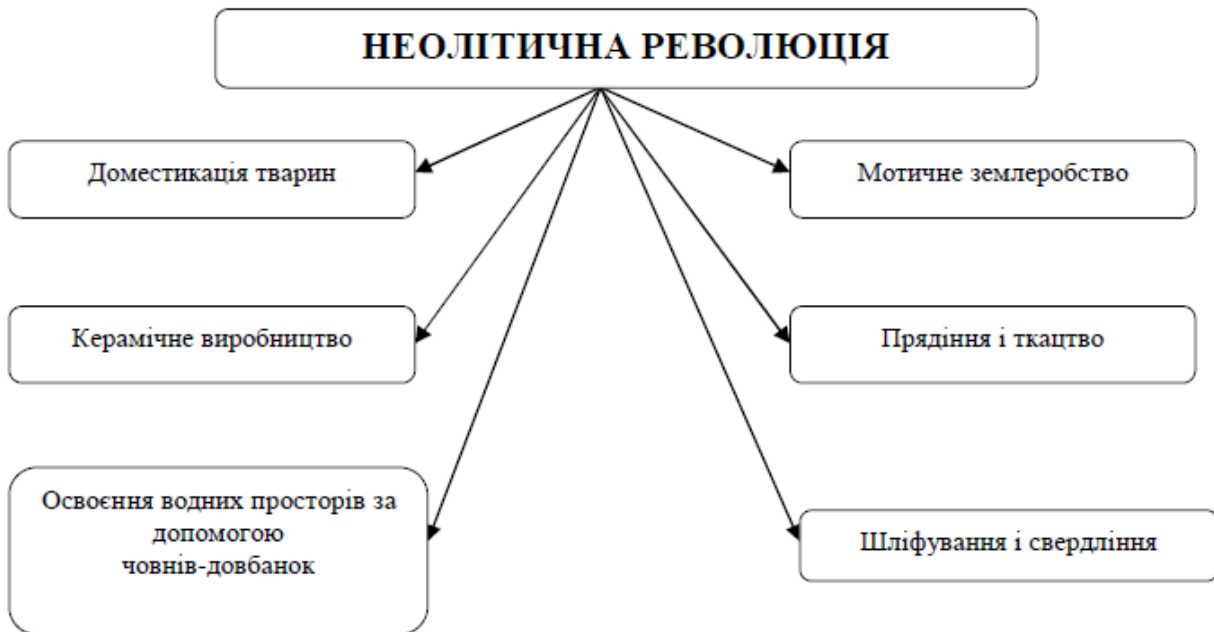 НЕОЛІТИЧНА РЕВОЛЮЦІЯ
Доместикація тварин
Мотичне землеробство
Керамічне виробництво
Прядіння і ткацтво
Освоєння водних просторів за
допомогою
човнів-довбанок
Шліфування і свердління